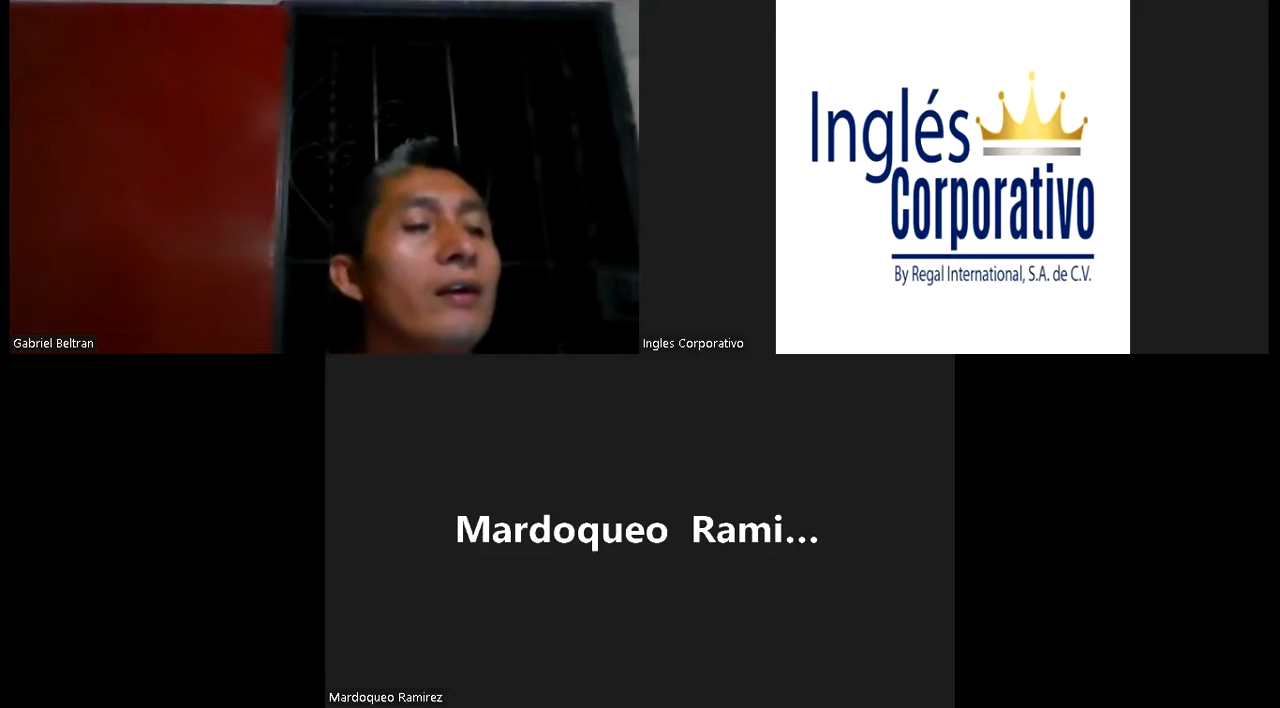 Inglés
Corporativo
By Regal International, S.A. de C.V.
Gabriel Beltran
Ingles Corporativo
Mardoqueo Rami...
Mardoqueo Ramirez